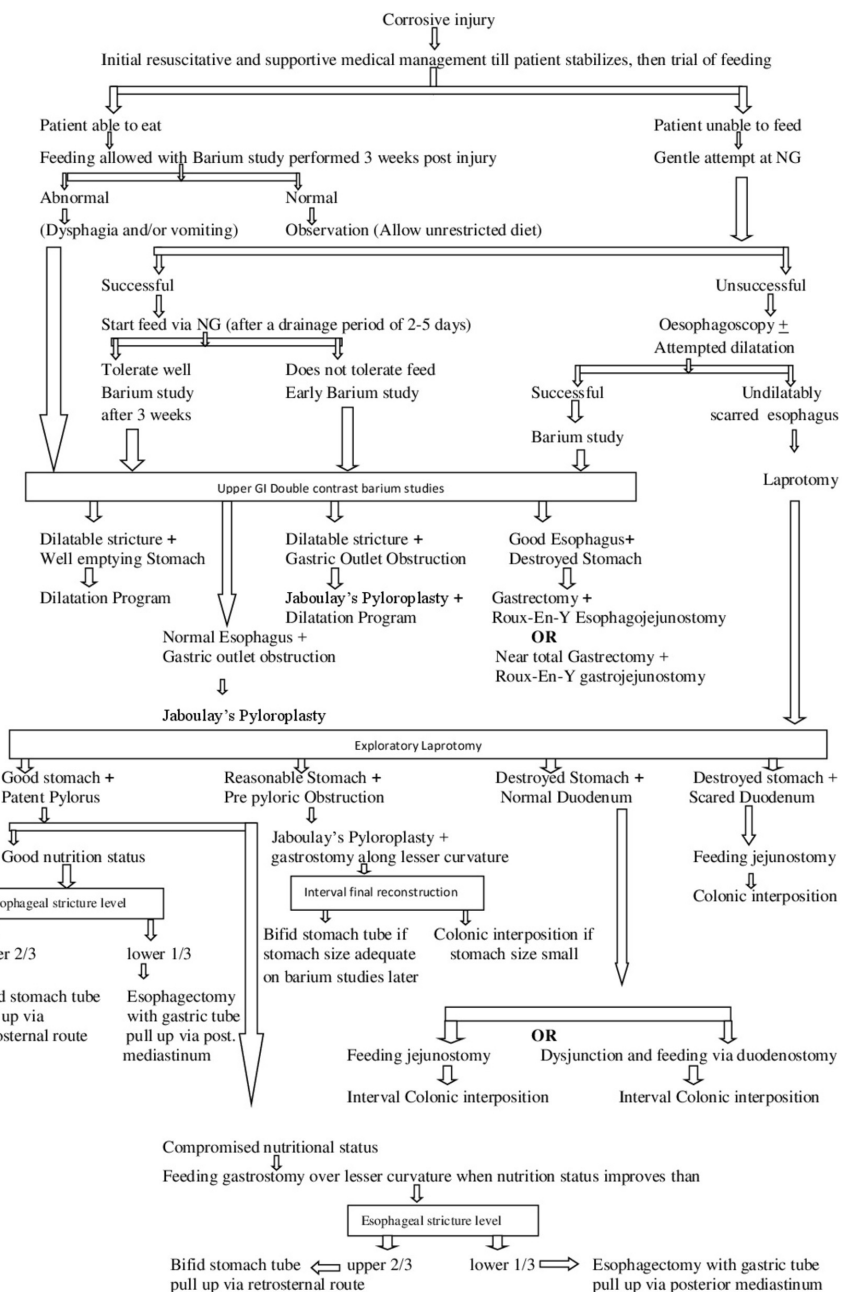 Corrosive injury
Initial resuscitative and supportive medical management till patient stabilizes, then trial of feeding
Patient able to eat
Patient unable to feed
Feeding allowed with Barium study performed 3 weeks post injury
Gentle attempt at NG
Abnormal
Normal
(Dysphagia and/or vomiting)
Observation (Allow unrestricted diet)
Successful
Unsuccessful
Start feed via NG (after a drainage period of 2-5 days)
Oesophagoscopy ±
Attempted dilatation
Tolerate well
Barium study
after 3 weeks
Does not tolerate feed
Early Barium study
Successful
Barium study
Undilatably
scarred esophagus
Laprotomy
Upper GI Double contrast barium studies
Dilatable stricture +
Well emptying Stomach
Dilatation Program
Normal Esophagus +
Gastric outlet obstruction
Jaboulay's Pyloroplasty
Dilatable stricture +
Gastric Outlet Obstruction
Jaboulay's Pyloroplasty +
Dilatation Program
Good Esophagus+
Destroyed Stomach
Gastrectomy +
Roux-En-Y Esophagojejunostomy
OR
Near total Gastrectomy +
Roux-En-Y gastrojejunostomy
Exploratory Laprotomy
Good stomach +
Patent Pylorus
Reasonable Stomach +
Pre pyloric Obstruction
Destroyed Stomach +
Normal Duodenum
Destroyed stomach +
Scared Duodenum
Good nutrition status
ophageal stricture level
er 2/3
d stomach tube
up via
osternal route
lower 1/3
Esophagectomy
with gastric tube
pull up via post.
mediastinum
Jaboulay's Pyloroplasty +
gastrostomy along lesser curvature
Interval final reconstruction
Bifid stomach tube if
stomach size adequate
on barium studies later
Colonic interposition if
stomach size small
Feeding jejunostomy
Colonic interposition
OR
Feeding jejunostomy
Interval Colonic interposition
Dysjunction and feeding via duodenostomy
Interval Colonic interposition
Compromised nutritional status
Feeding gastrostomy over lesser curvature when nutrition status improves than
Esophageal stricture level
Bifid stomach tube
pull up via retrosternal route
upper 2/3
lower 1/3
Esophagectomy with gastric tube
pull up via posterior mediastinum